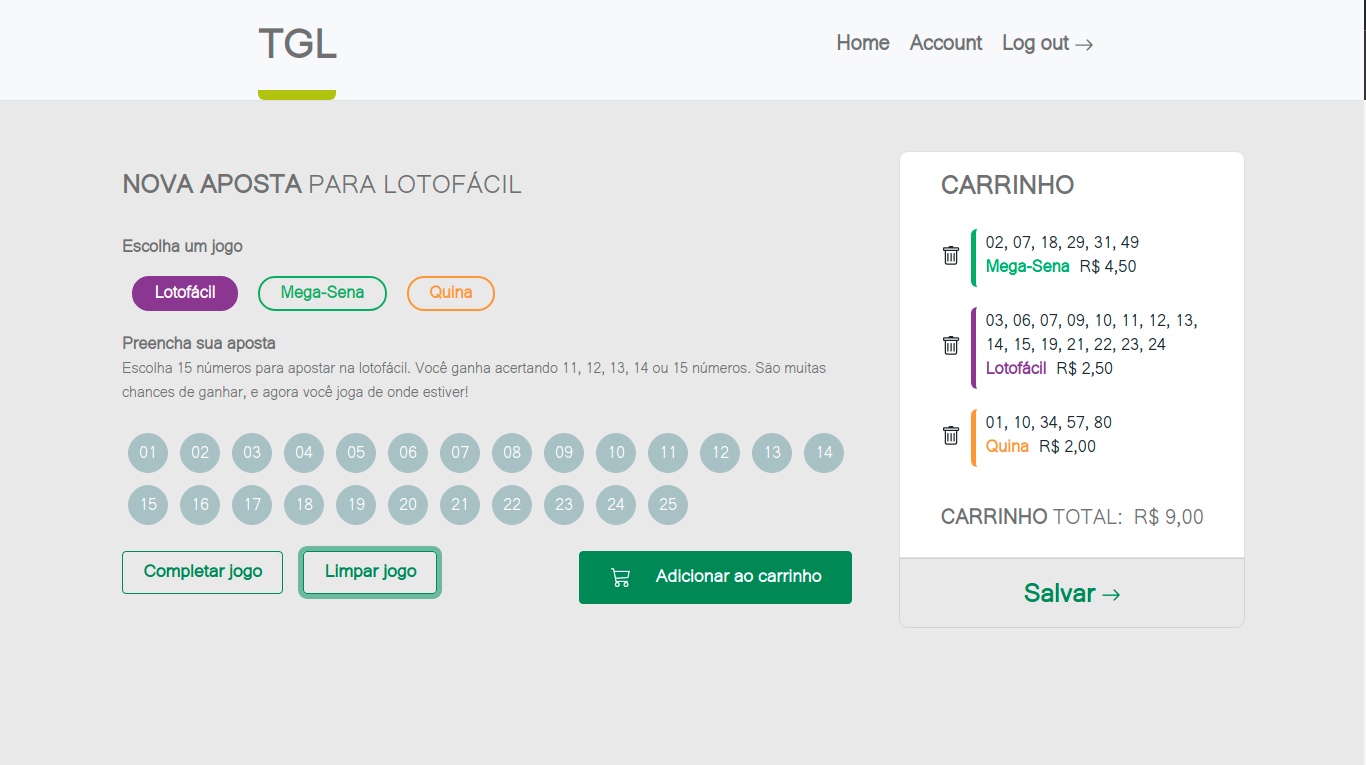 TGL
Home Account Log out →
NOVA APOSTA PARA LOTOFÁCIL
Escolha um jogo
Lotofácil Mega-Sena Quina
Preencha sua aposta
Escolha 15 números para apostar na lotofácil. Você ganha acertando 11, 12, 13, 14 ou 15 números. São muitas
chances de ganhar, e agora você joga de onde estiver!
01 02 03 04 05 06 07 08 09 10 11 12 13 14
15 16 17 18 19 20 21 22 23 24 25
Completar jogo Limpar jogo Adicionar ao carrinho
CARRINHO
02, 07, 18, 29, 31, 49
Mega-Sena R$ 4,50
03, 06, 07, 09, 10, 11, 12, 13,
14, 15, 19, 21, 22, 23, 24
Lotofácil R$ 2,50
01, 10, 34, 57, 80
Quina R$ 2,00
CARRINHO TOTAL: R$ 9,00
Salvar →